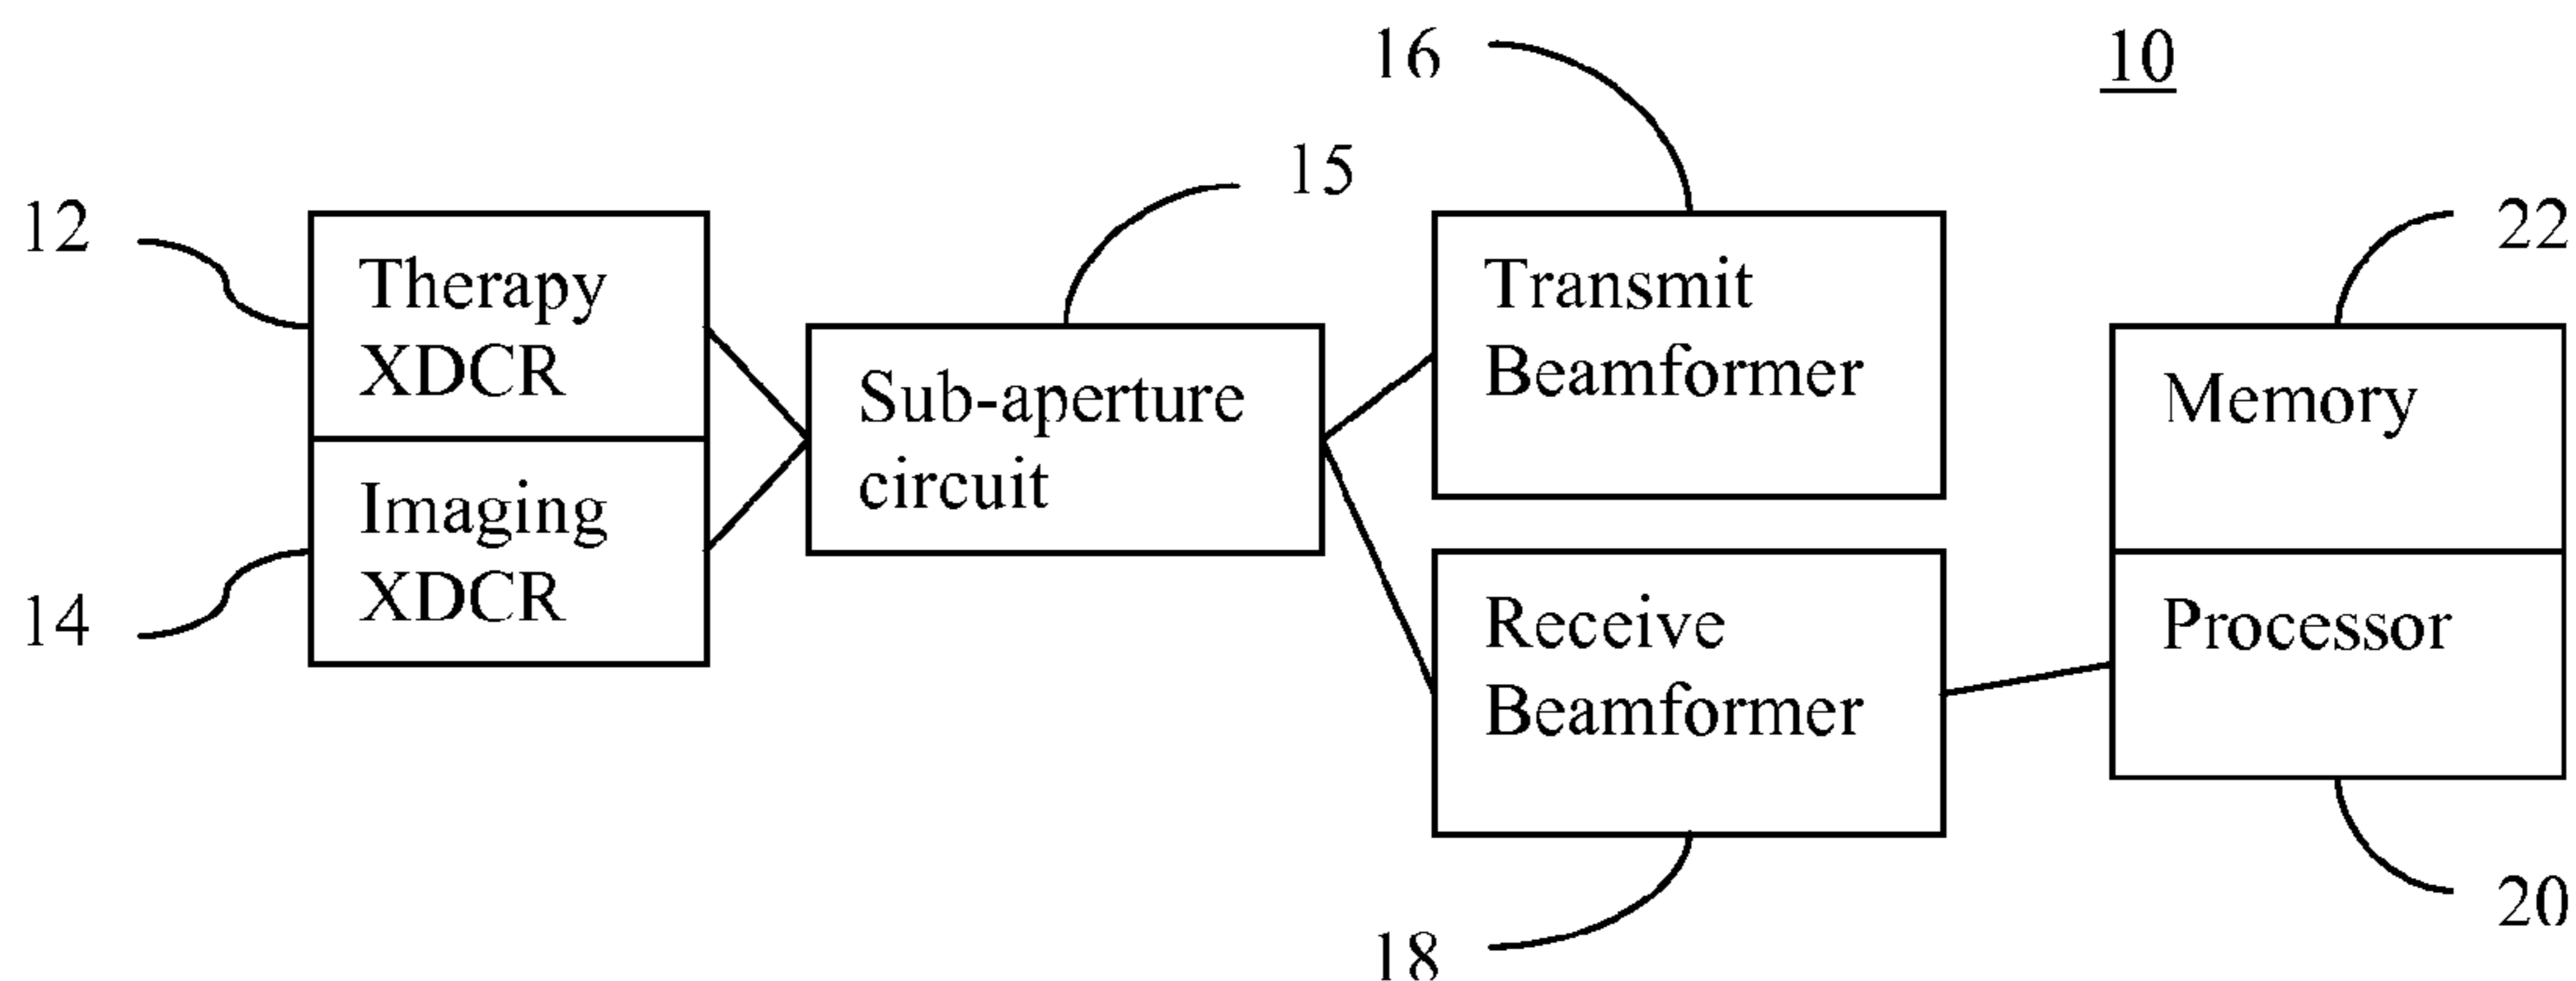 16
10
15
12
22
Therapy
XDCR
Transmit
Beamformer
Sub-aperture
circuit
Memory
Imaging
XDCR
14
Receive
Beamformer
Processor
18
20